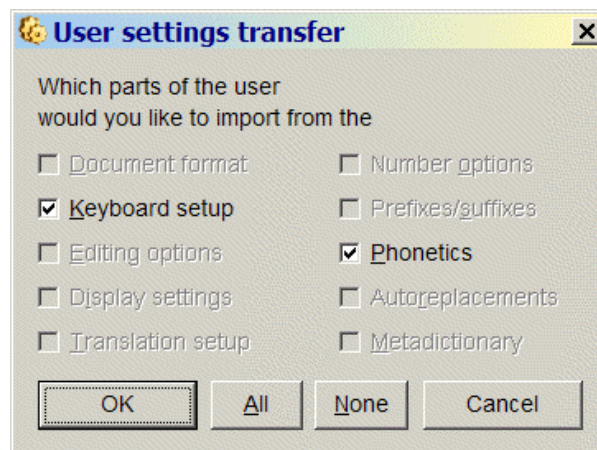 User settings transfer
Which parts of the user
would you like to import from the
Document format
Number options
Keyboard setup
Prefixes/suffixes
Editing options
Phonetics
Display settings
Autoreplacements
Translation setup
Metadictionary
OK
All
None
Cancel